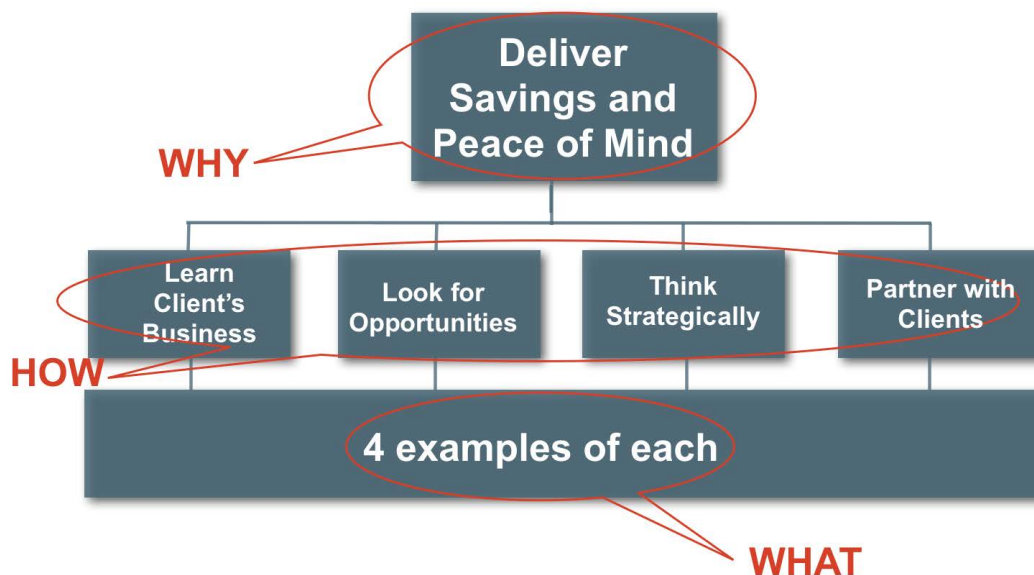 Deliver
Savings and
Peace of Mind
WHY
Learn
Client's
Business
Look for
Opportunities
Think
Strategically
Partner with
Clients
HOW
4 examples of each
WHAT